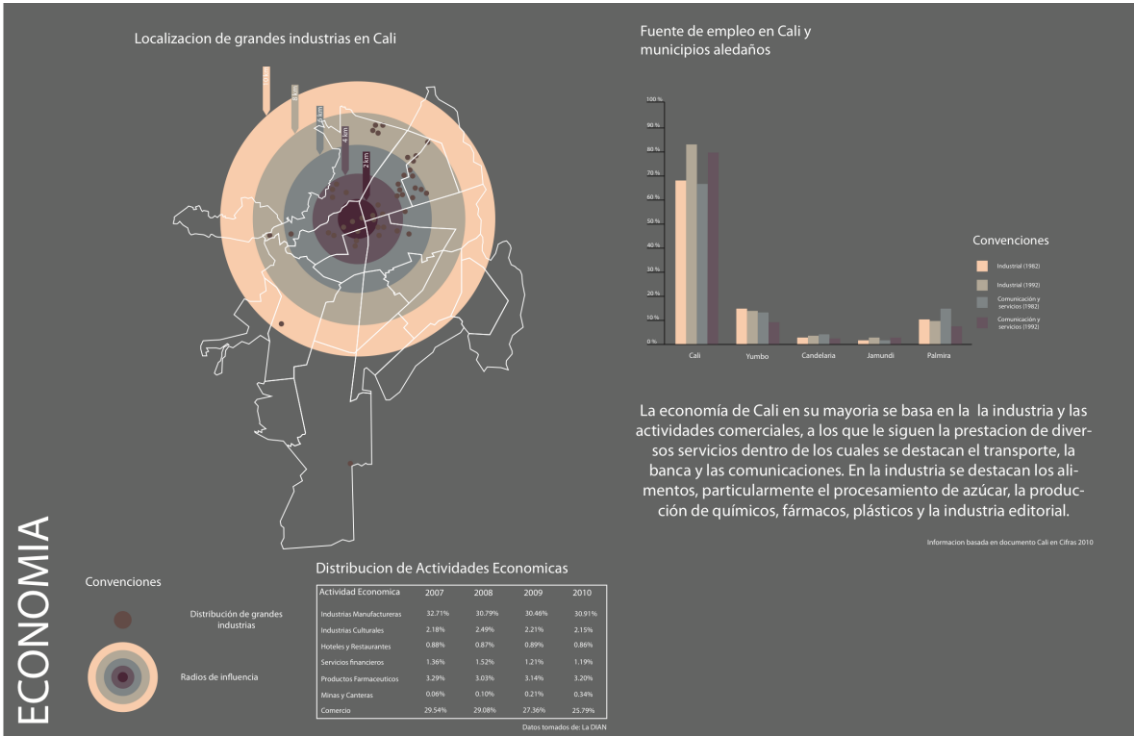 Localizacion de grandes industrias en Cali
4 km
2 km
Fuente de empleo en Cali y
municipios aledaños
100 %
90 %
80 %
70 %
60 %
50 %
40 %
30 %
20 %
10 %
0 %
Cali
Yumbo
Candelaria
Jamundi
Palmira
Convenciones
Industrial (1982)
Industrial (1992)
Comunicación y
servicios (1982)
Comunicación y
servicios (1992)
La economía de Cali en su mayoria se basa en la la industria y las
actividades comerciales, a los que le siguen la prestacion de diver-
sos servicios dentro de los cuales se destacan el transporte, la
banca y las comunicaciones. En la industria se destacan los ali-
mentos, particularmente el procesamiento de azúcar, la produc-
ción de químicos, fármacos, plásticos y la industria editorial.
Informacion basada en documento Cali en Cifras 2010
ECONOMIA
Convenciones
Distribución de grandes
industrias
Radios de influencia
Distribucion de Actividades Economicas
Actividad Economica 2007 2008 2009 2010
Industrias Manufactureras 32.71% 30.79% 30.46% 30.91%
Industrias Culturales 2.18% 2.49% 2.21% 2.15%
Hoteles y Restaurantes 0.88% 0.87% 0.89% 0.86%
Servicios financieros 1.36% 1.52% 1.21% 1.19%
Productos Farmaceuticos 3.29% 3.03% 3.14% 3.20%
Minas y Canteras 0.06% 0.10% 0.21% 0.34%
Comercio 29.54% 29.08% 27.36% 25.79%
Datos tomados de: La DIAN